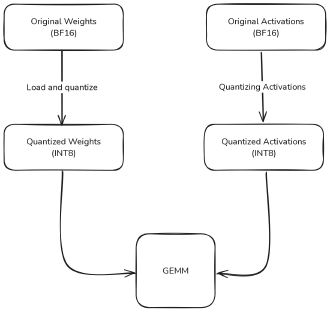 Original Weights
(BF16)
Original Activations
(BF16)
Load and quantize
Quantizing Activations
Quantized Weights
(INT8)
Quantized Activations
(INT8)
GEMM